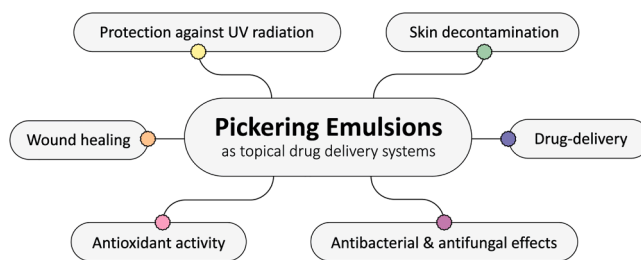 Protection against UV radiation
Skin decontamination
Pickering Emulsions
as topical drug delivery systems
Wound healing
Drug-delivery
Antioxidant activity
Antibacterial & antifungal effects